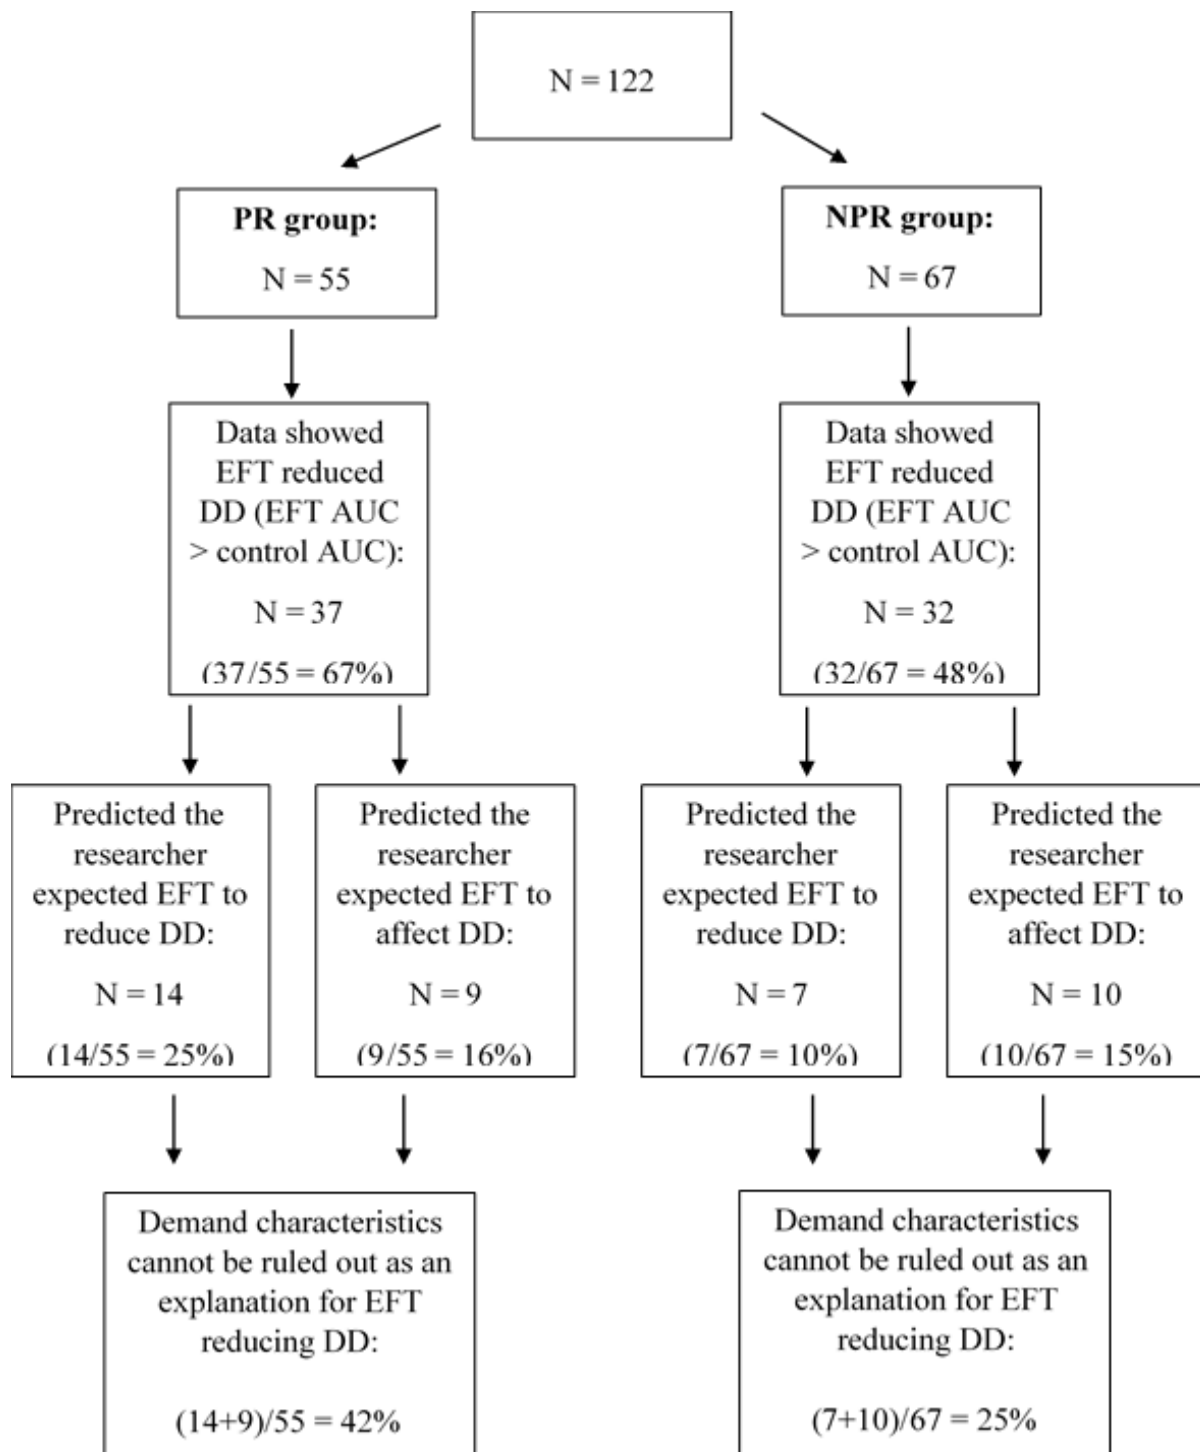 N = 122
PR group:
N = 55
NPR group:
N = 67
Data showed
EFT reduced
DD (EFT AUC
> control AUC):
N = 37
(37/55 = 67%)
Data showed
EFT reduced
DD (EFT AUC
> control AUC):
N = 32
(32/67 = 48%)
Predicted the
researcher
expected EFT to
reduce DD:
N = 14
(14/55 = 25%)
Predicted the
researcher
expected EFT to
affect DD:
N = 9
(9/55 = 16%)
Predicted the
researcher
expected EFT to
reduce DD:
N = 7
(7/67 = 10%)
Predicted the
researcher
expected EFT to
affect DD:
N = 10
(10/67 = 15%)
Demand characteristics
cannot be ruled out as an
explanation for EFT
reducing DD:
(14+9)/55 = 42%
Demand characteristics
cannot be ruled out as an
explanation for EFT
reducing DD:
(7+10)/67 = 25%